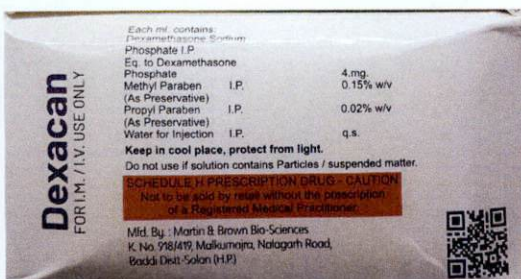 Dexacan
FOR I.M. / I.V. USE ONLY
Each ml. contains:
Dexamethasone Sodium
Phosphate I.P.
Eq. to Dexamethasone
Phosphate 4.mg.
Methyl Paraben I.P. 0.15% w/v
(As Preservative)
Propyl Paraben I.P. 0.02% w/v
(As Preservative)
Water for Injection I.P. q.s.
Keep in cool place, protect from light.
Do not use if solution contains Particles / suspended matter.
SCHEDULE H PRESCRIPTION DRUG - CAUTION
Not to be sold by retail without the prescription
of a Registered Medical Practitioner.
Mfd. By. : Martin & Brown Bio-Sciences
K. No. 918/419, Malkumajra, Nalagarh Road,
Baddi Distt-Solan (H.P.)